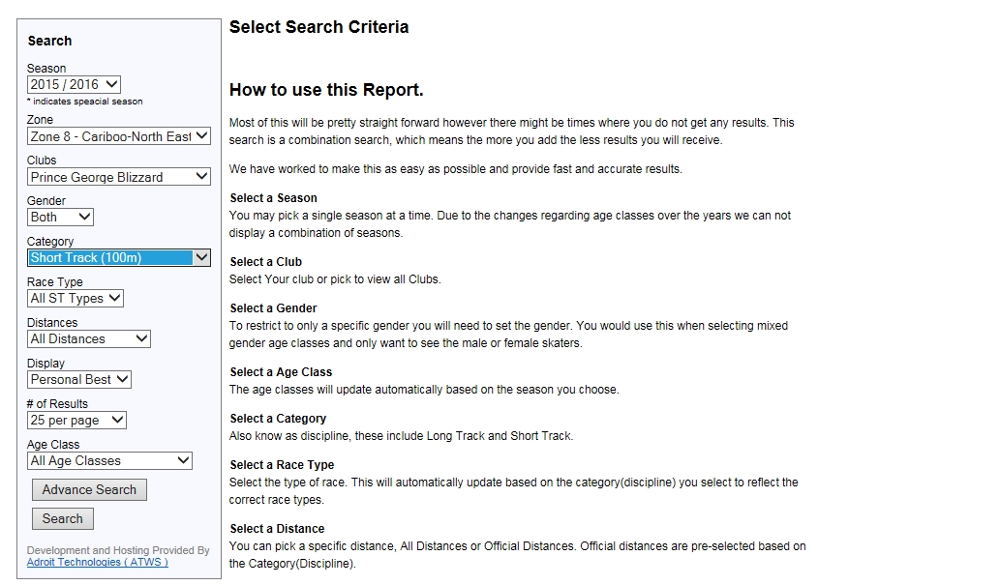 Search
Season
2015 / 2016
* indicates speacial season
Zone
Zone 8 - Cariboo-North East
Clubs
Prince George Blizzard
Gender
Both
Category
Short Track (100m)
Race Type
All ST Types
Distances
All Distances
Display
Personal Best
# of Results
25 per page
Age Class
All Age Classes
Advance Search
Search
Development and Hosting Provided By
Adroit Technologies ( ATWS )
Select Search Criteria
How to use this Report.
Most of this will be pretty straight forward however there might be times where you do not get any results. This
search is a combination search, which means the more you add the less results you will receive.
We have worked to make this as easy as possible and provide fast and accurate results.
Select a Season
You may pick a single season at a time. Due to the changes regarding age classes over the years we can not
display a combination of seasons.
Select a Club
Select Your club or pick to view all Clubs.
Select a Gender
To restrict to only a specific gender you will need to set the gender. You would use this when selecting mixed
gender age classes and only want to see the male or female skaters.
Select a Age Class
The age classes will update automatically based on the season you choose.
Select a Category
Also know as discipline, these include Long Track and Short Track.
Select a Race Type
Select the type of race. This will automatically update based on the category(discipline) you select to reflect the
correct race types.
Select a Distance
You can pick a specific distance, All Distances or Official Distances. Official distances are pre-selected based on
the Category(Discipline).